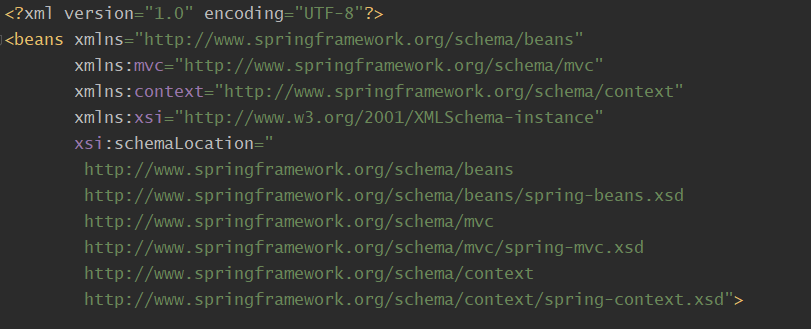 <?xml version="1.0" encoding="UTF-8"?>
<beans xmlns="http://www.springframework.org/schema/beans"
xmlns:mvc="http://www.springframework.org/schema/mvc"
xmlns:context="http://www.springframework.org/schema/context"
xmlns:xsi="http://www.w3.org/2001/XMLSchema-instance"
xsi:schemaLocation="
http://www.springframework.org/schema/beans
http://www.springframework.org/schema/beans/spring-beans.xsd
http://www.springframework.org/schema/mvc
http://www.springframework.org/schema/mvc/spring-mvc.xsd
http://www.springframework.org/schema/context
http://www.springframework.org/schema/context/spring-context.xsd">